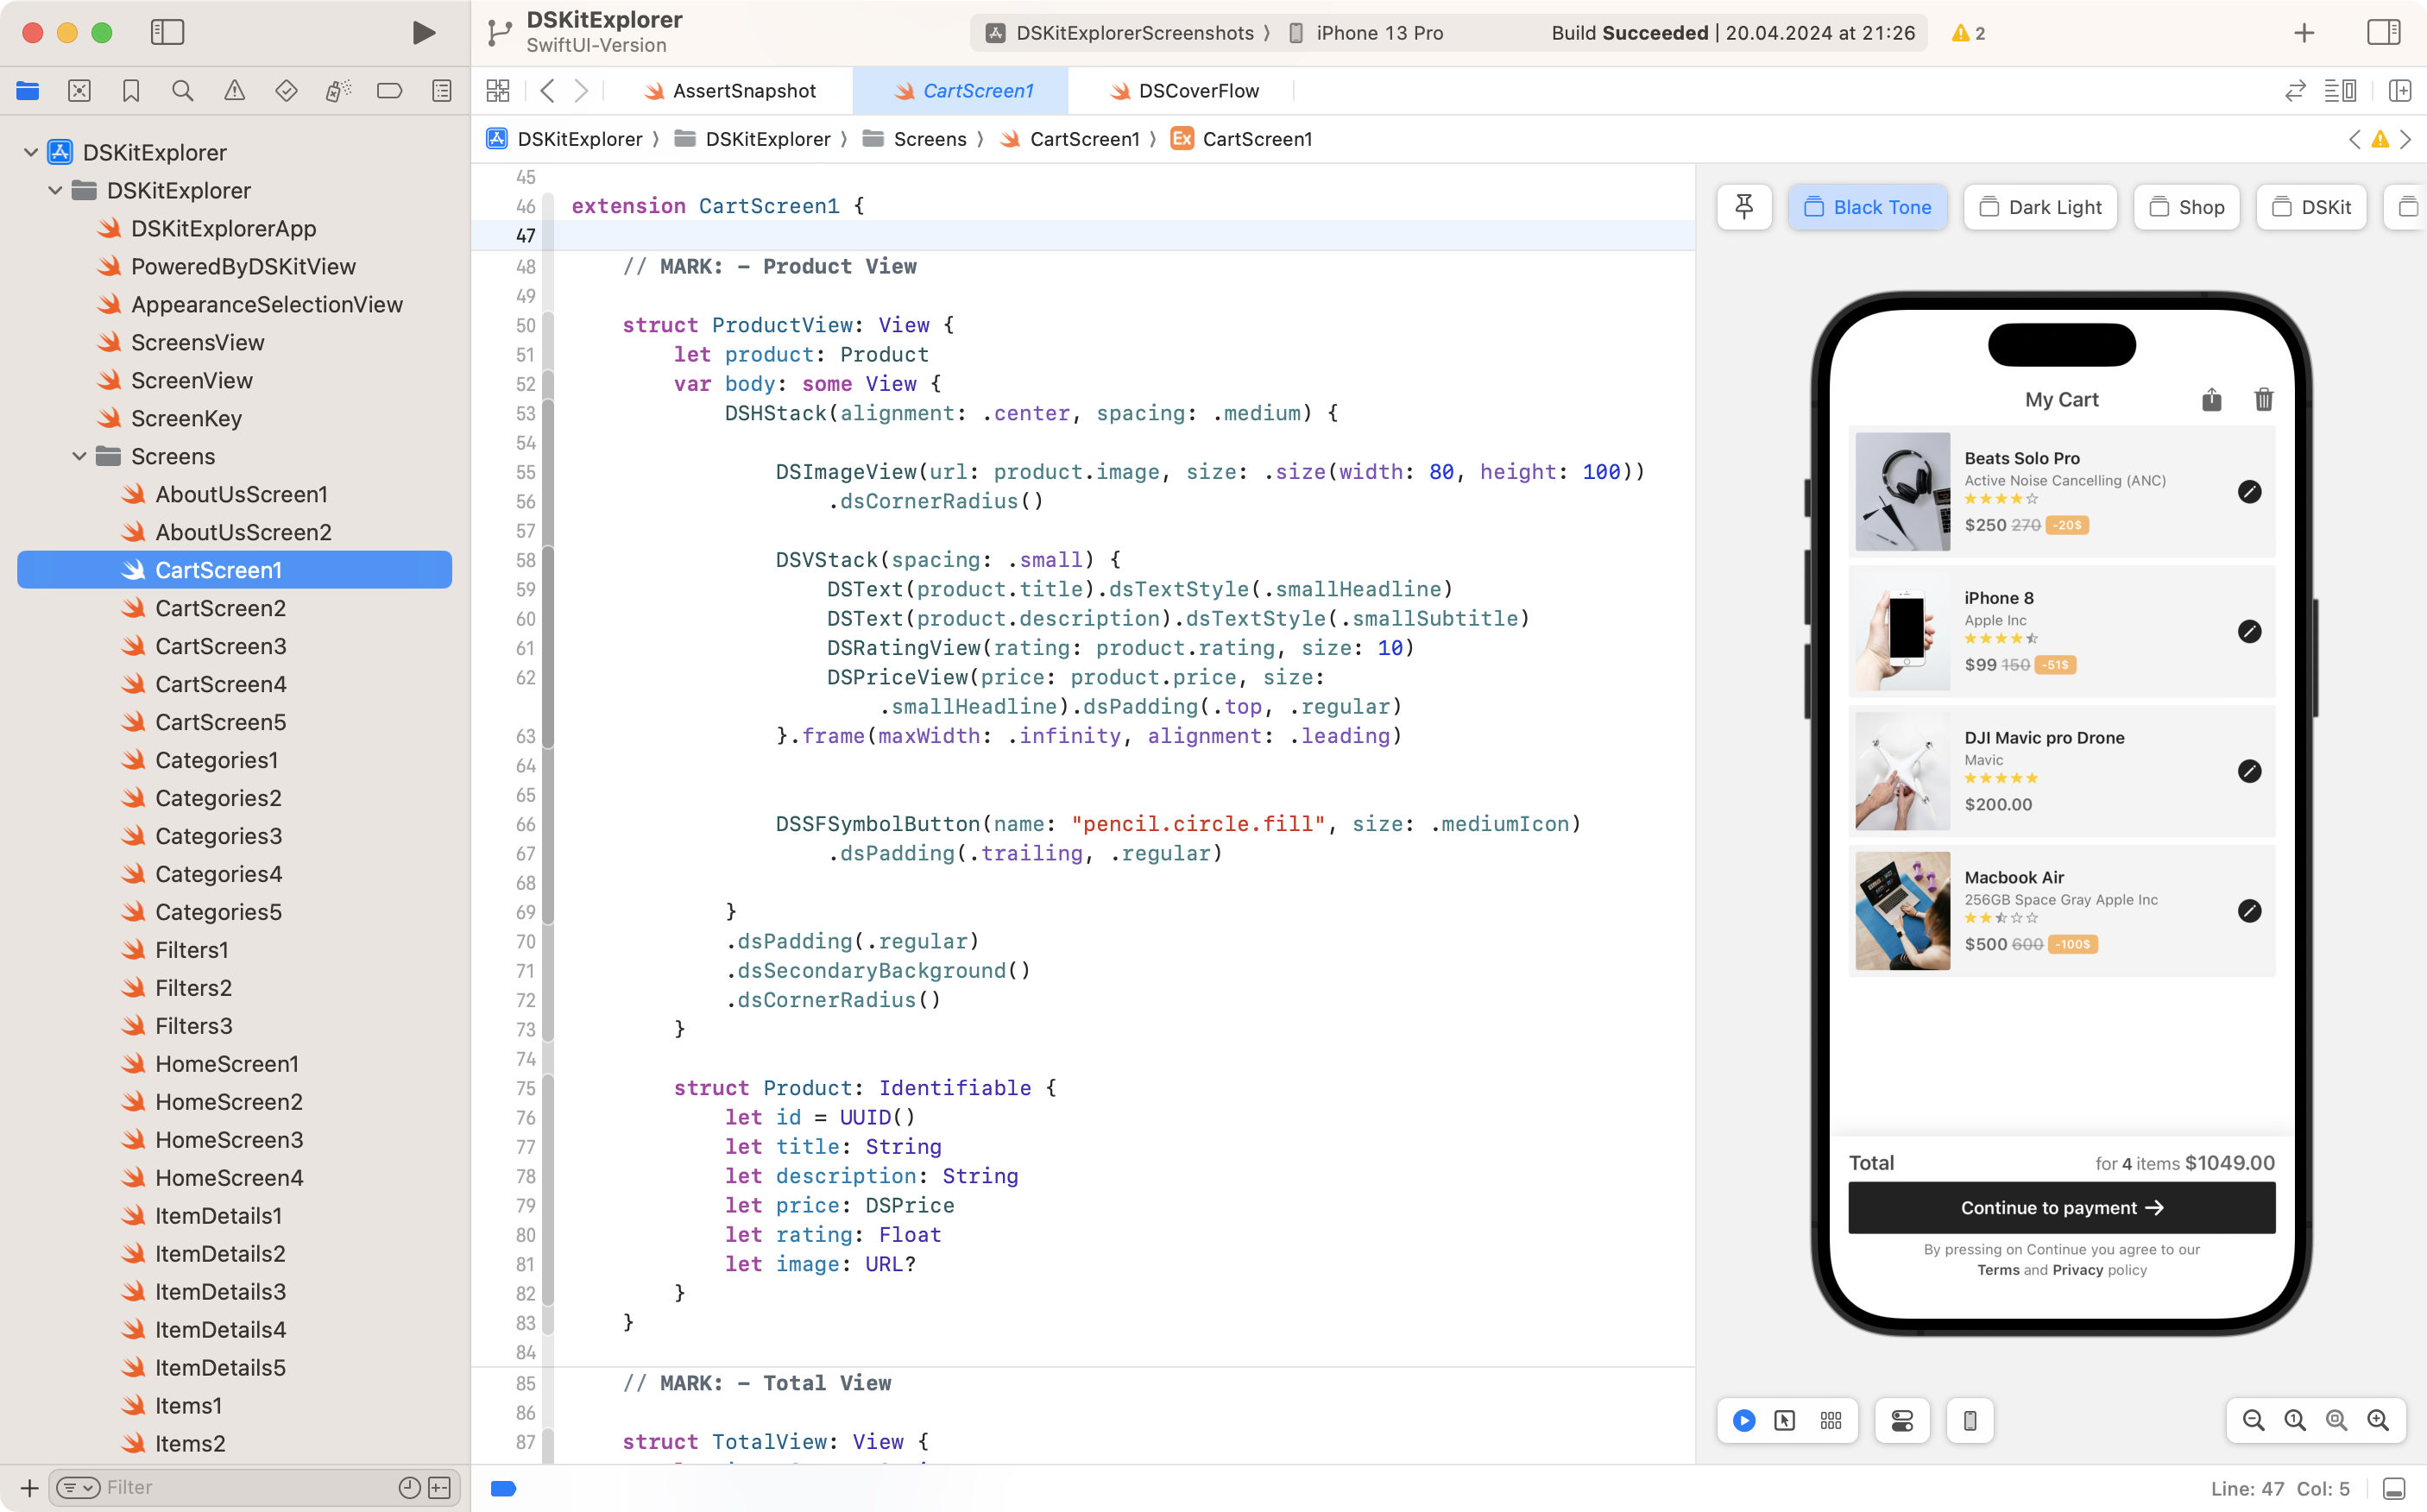 DSKitExplorer
SwiftUI-Version
DSKitExplorerScreenshots 〉 iPhone 13 Pro
Build Succeeded | 20.04.2024 at 21:26
2
AssertSnapshot
CartScreen1
DSCoverFlow
DSKitExplorer 〉 DSKitExplorer 〉 Screens 〉 CartScreen1 〉 Ex CartScreen1
DSKitExplorer
DSKitExplorer
DSKitExplorerApp
PoweredByDSKitView
AppearanceSelectionView
ScreensView
ScreenView
ScreenKey
Screens
AboutUsScreen1
AboutUsScreen2
CartScreen1
CartScreen2
CartScreen3
CartScreen4
CartScreen5
Categories1
Categories2
Categories3
Categories4
Categories5
Filters1
Filters2
Filters3
HomeScreen1
HomeScreen2
HomeScreen3
HomeScreen4
ItemDetails1
ItemDetails2
ItemDetails3
ItemDetails4
ItemDetails5
Items1
Items2
Filter
45
46 extension CartScreen1 {
47
48 // MARK: - Product View
49
50 struct ProductView: View {
51 let product: Product
52 var body: some View {
53 DSHStack(alignment: .center, spacing: .medium) {
54
55 DSImageView(url: product.image, size: .size(width: 80, height: 100))
56 .dsCornerRadius()
57
58 DSVStack(spacing: .small) {
59 DSText(product.title).dsTextStyle(.smallHeadline)
60 DSText(product.description).dsTextStyle(.smallSubtitle)
61 DSRatingView(rating: product.rating, size: 10)
62 DSPriceView(price: product.price, size:
.smallHeadline).dsPadding(.top, .regular)
63 }.frame(maxWidth: .infinity, alignment: .leading)
64
65
66 DSSFSymbolButton(name: "pencil.circle.fill", size: .mediumIcon)
67 .dsPadding(.trailing, .regular)
68
69 }
70 .dsPadding(.regular)
71 .dsSecondaryBackground()
72 .dsCornerRadius()
73 }
74
75 struct Product: Identifiable {
76 let id = UUID()
77 let title: String
78 let description: String
79 let price: DSPrice
80 let rating: Float
81 let image: URL?
82 }
83 }
84
85 // MARK: - Total View
86
87 struct TotalView: View {
Black Tone
Dark Light
Shop
DSKit
My Cart
Beats Solo Pro
Active Noise Cancelling (ANC)
$250 270 -20$
iPhone 8
Apple Inc
$99 150 -51$
DJI Mavic pro Drone
Mavic
$200.00
Macbook Air
256GB Space Gray Apple Inc
$500 600 -100$
Total for 4 items $1049.00
Continue to payment →
By pressing on Continue you agree to our
Terms and Privacy policy
Line: 47 Col: 5